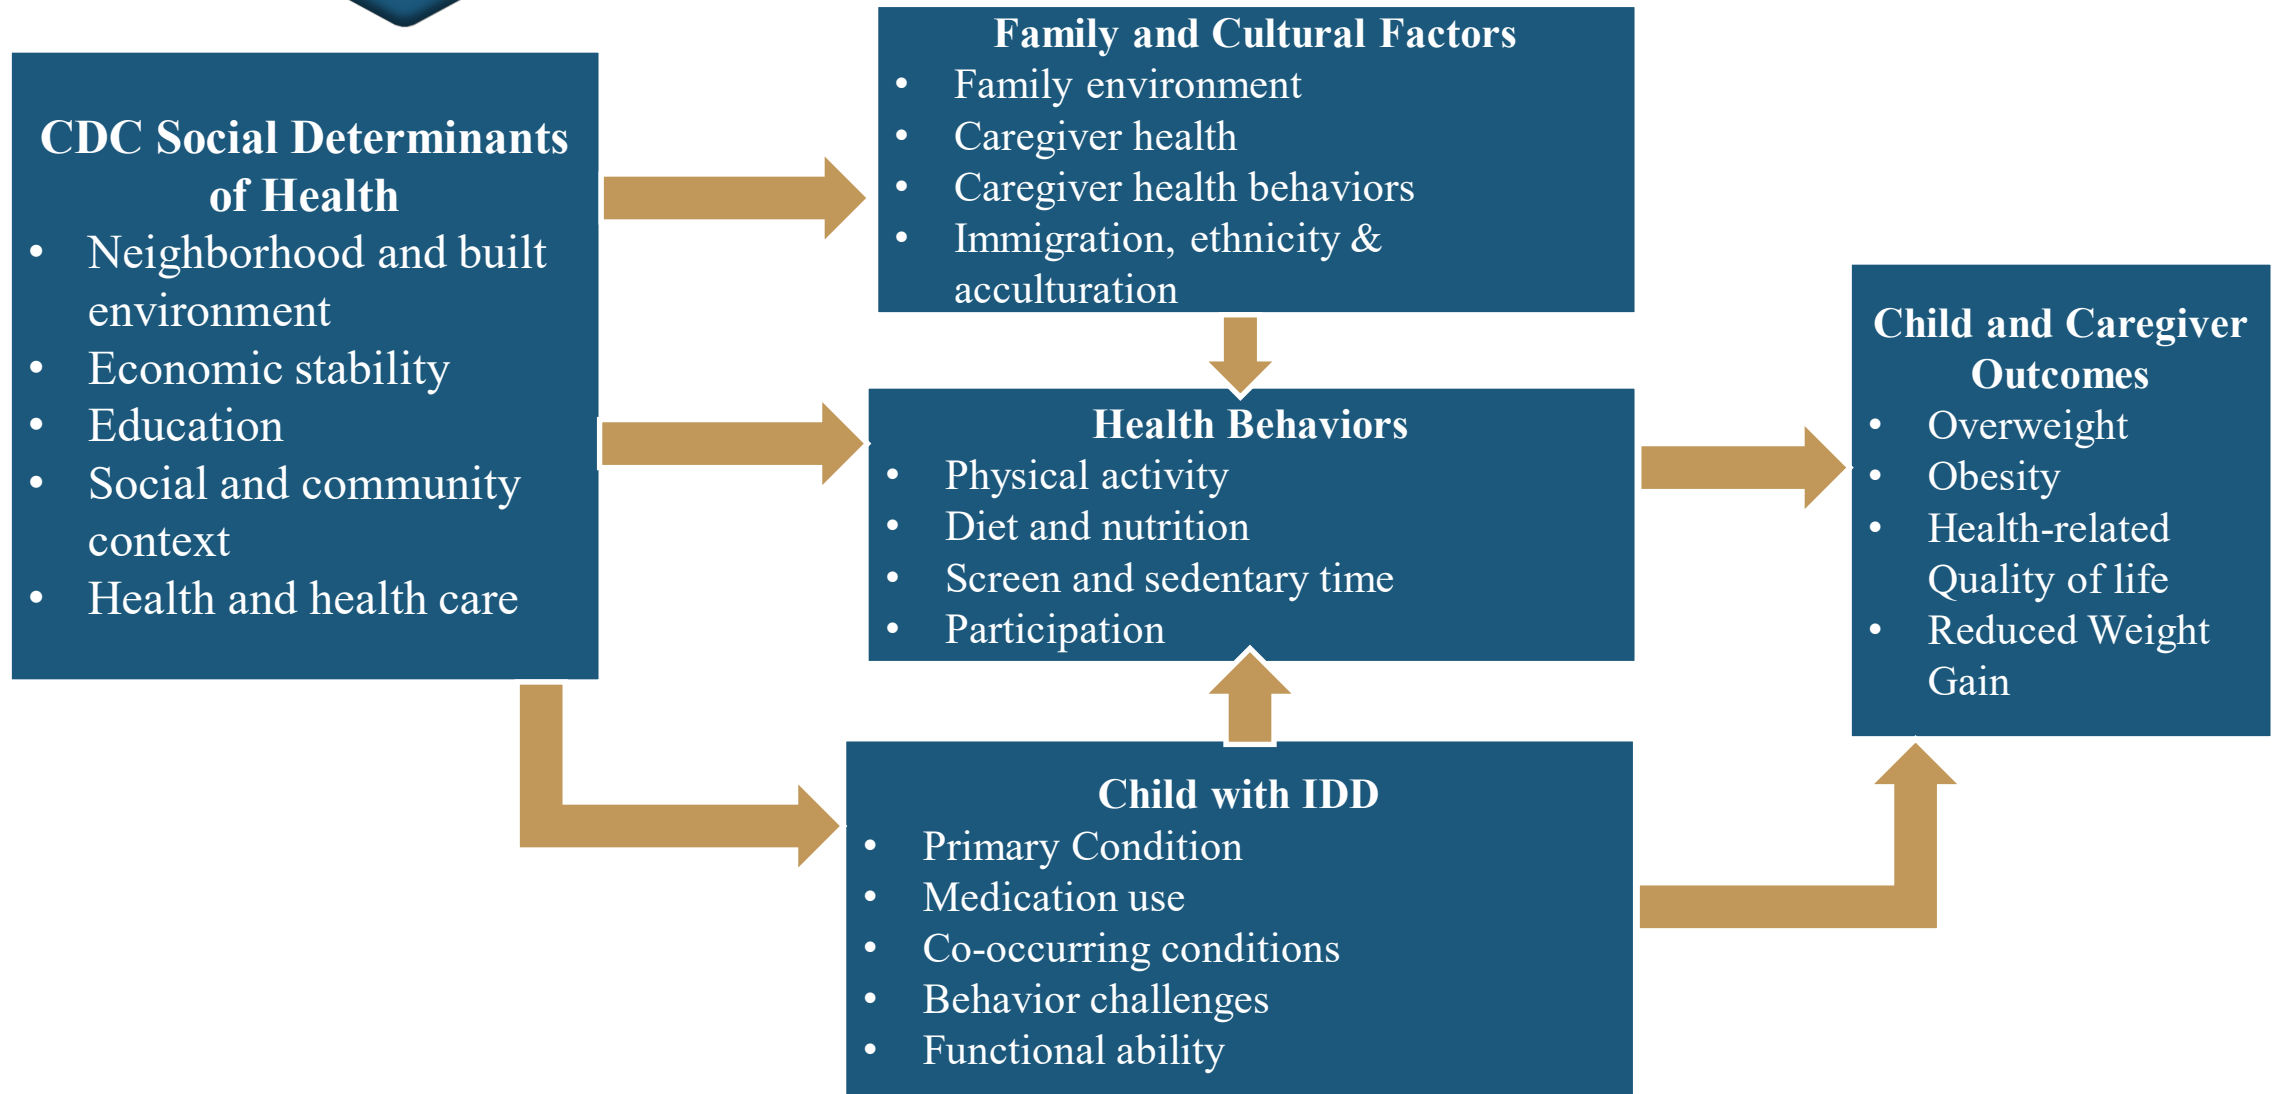 CDC Social Determinants
of Health
• Neighborhood and built
environment
• Economic stability
• Education
• Social and community
context
• Health and health care
Family and Cultural Factors
• Family environment
• Caregiver health
• Caregiver health behaviors
• Immigration, ethnicity &
acculturation
Health Behaviors
• Physical activity
• Diet and nutrition
• Screen and sedentary time
• Participation
Child with IDD
• Primary Condition
• Medication use
• Co-occurring conditions
• Behavior challenges
• Functional ability
Child and Caregiver
Outcomes
• Overweight
• Obesity
• Health-related
Quality of life
• Reduced Weight
Gain